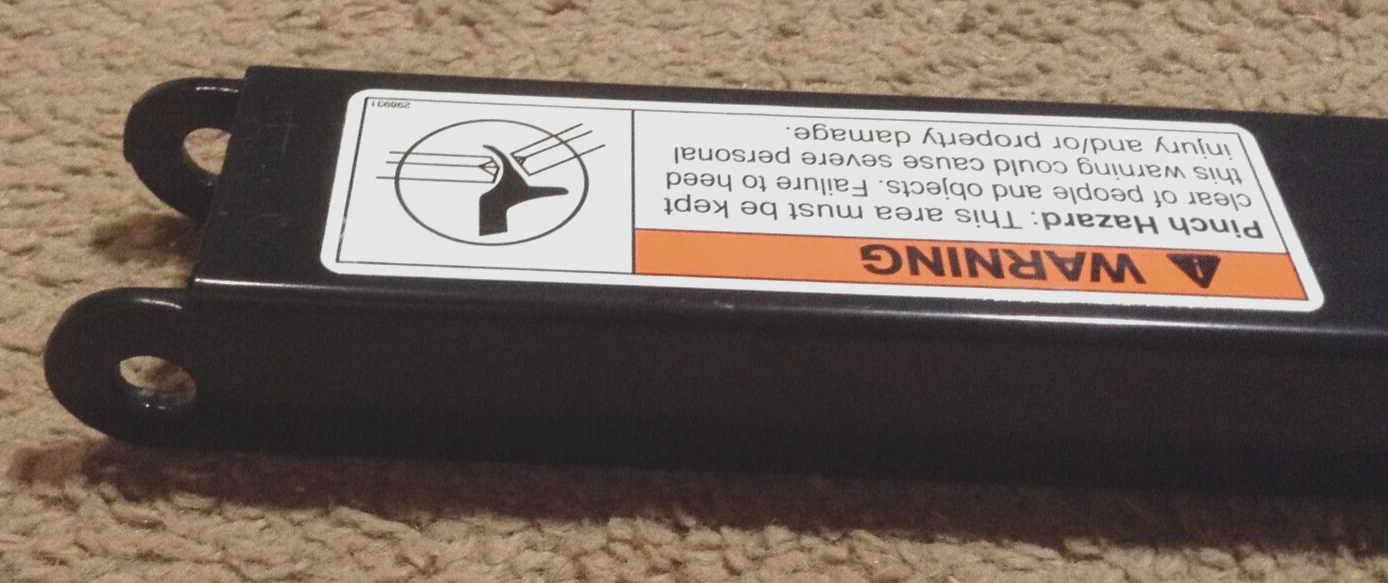 WARNING
Pinch Hazard: This area must be kept
clear of people and objects. Failure to heed
this warning could cause severe personal
injury and/or property damage.
298931